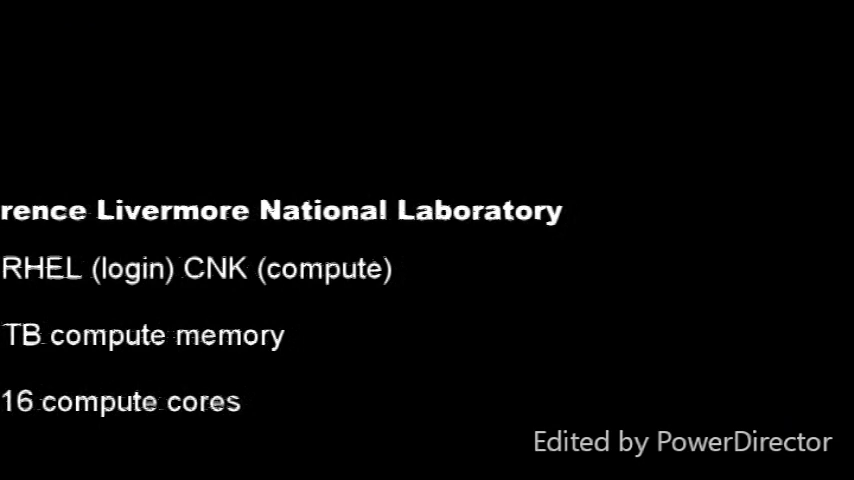 rence Livermore National Laboratory
RHEL (login) CNK (compute)
TB compute memory
16 compute cores
Edited by PowerDirector